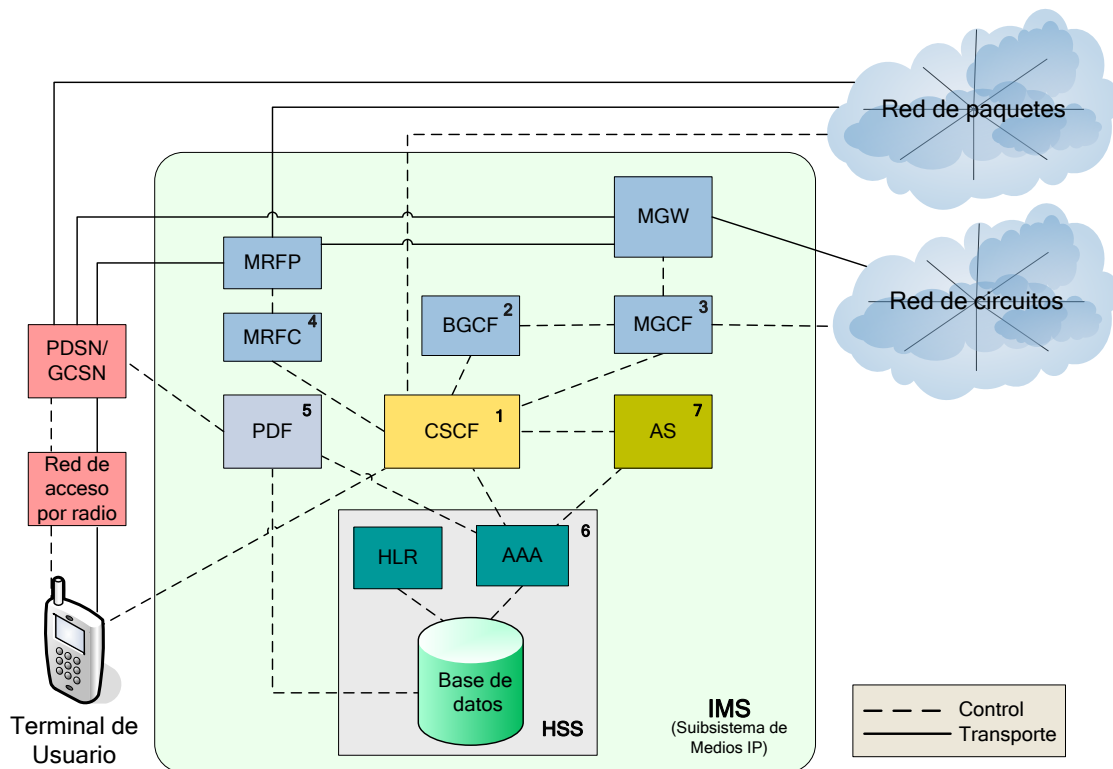 Red de paquetes
MGW
MRFP
Red de circuitos
4
MRFC
2
BGCF
3
MGCF
PDSN/
GCSN
5
PDF
1
CSCF
7
AS
Red de
acceso
por radio
6
HLR
AAA
Base de
datos
HSS
IMS
(Suibsistema de
Medios IP)
Terminal de
Usuario
Control
Transporte